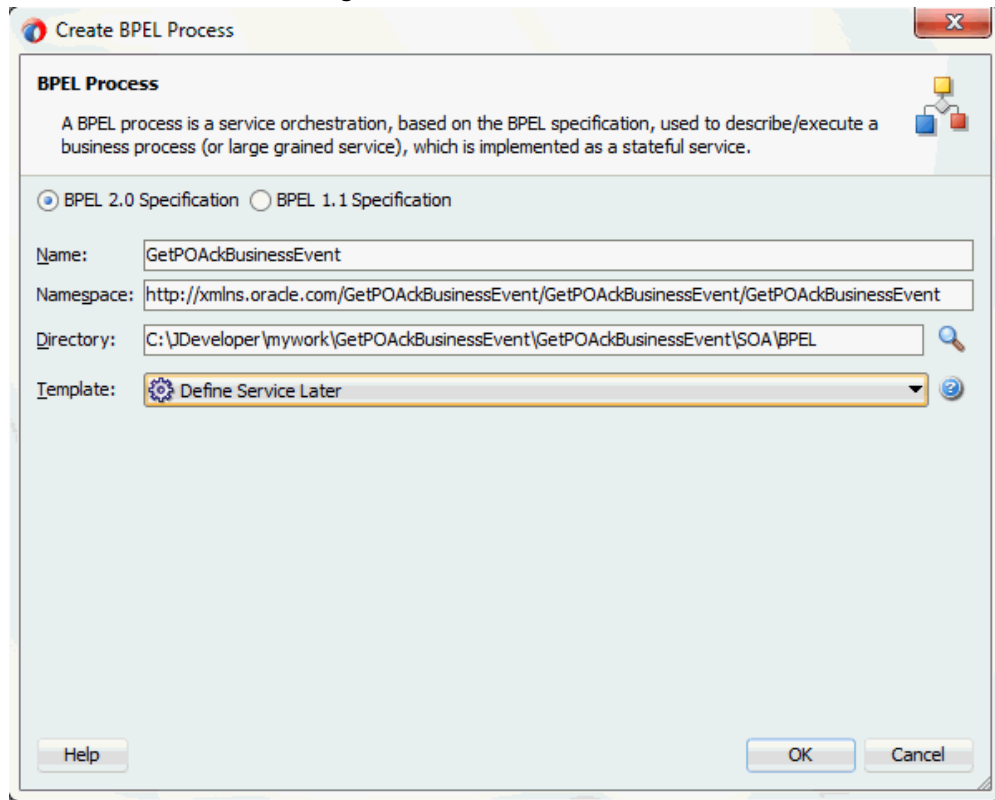 Create BPEL Process
BPEL Process
A BPEL process is a service orchestration, based on the BPEL specification, used to describe/execute a
business process (or large grained service), which is implemented as a stateful service.
BPEL 2.0 Specification BPEL 1.1 Specification
Name: GetPOAckBusinessEvent
Namespace: http://xmlns.oracle.com/GetPOAckBusinessEvent/GetPOAckBusinessEvent/GetPOAckBusinessEvent
Directory: C:\JDeveloper\mywork\GetPOAckBusinessEvent\GetPOAckBusinessEvent\SOA\BPEL
Template: Define Service Later
Help OK Cancel